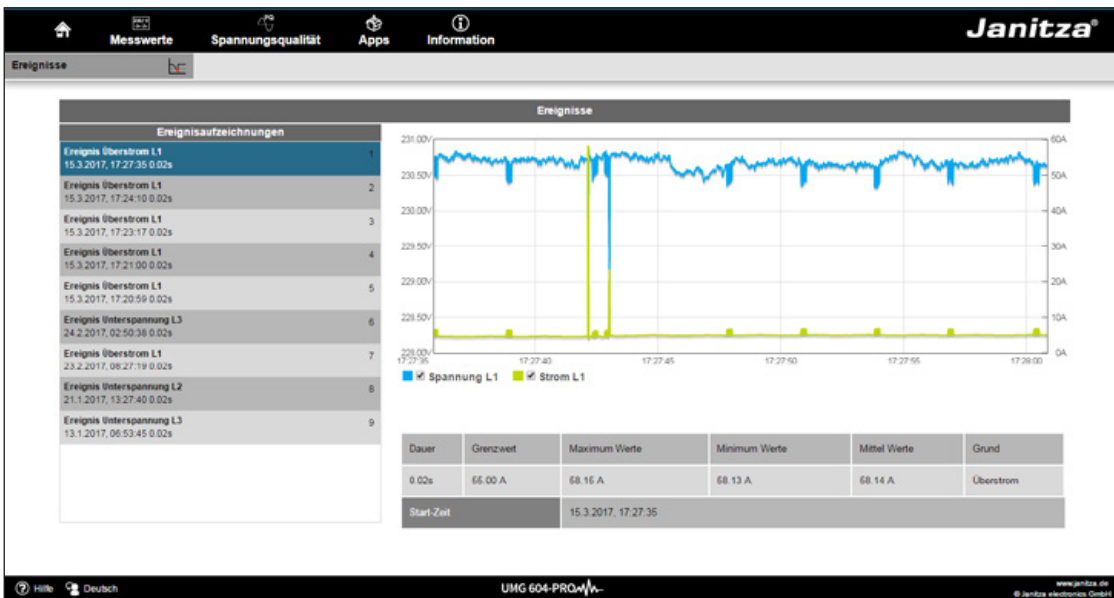 Messwerte
Spannungsqualität
Apps
Information
Janitza®
Ereignisse
Ereignisse
Ereignisaufzeichnungen
Ereignis Überstrom L1 1
15.3.2017, 17:27:35 0.02s
Ereignis Überstrom L1 2
15.3.2017, 17:24:10 0.02s
Ereignis Überstrom L1 3
15.3.2017, 17:23:17 0.02s
Ereignis Überstrom L1 4
15.3.2017, 17:21:00 0.02s
Ereignis Überstrom L1 5
15.3.2017, 17:20:59 0.02s
Ereignis Unterspannung L3 6
24.2.2017, 02:50:38 0.02s
Ereignis Überstrom L1 7
23.2.2017, 08:27:19 0.02s
Ereignis Unterspannung L2 8
21.1.2017, 13:27:40 0.02s
Ereignis Unterspannung L3 9
13.1.2017, 06:53:45 0.02s
231.00V 60A
230.50V 50A
230.00V 40A
229.50V 30A
229.00V 20A
228.50V 10A
228.00V 0A
17:27:35 17:27:40 17:27:45 17:27:50 17:27:55 17:28:00
Spannung L1 Strom L1
Dauer Grenzwert Maximum Werte Minimum Werte Mittel Werte Grund
0.02s 55.00 A 58.15 A 58.13 A 58.14 A Überstrom
Start-Zeit 15.3.2017, 17:27:35
Hilfe Deutsch UMG 604-PRO www.janitza.de
© Janitza electronics GmbH